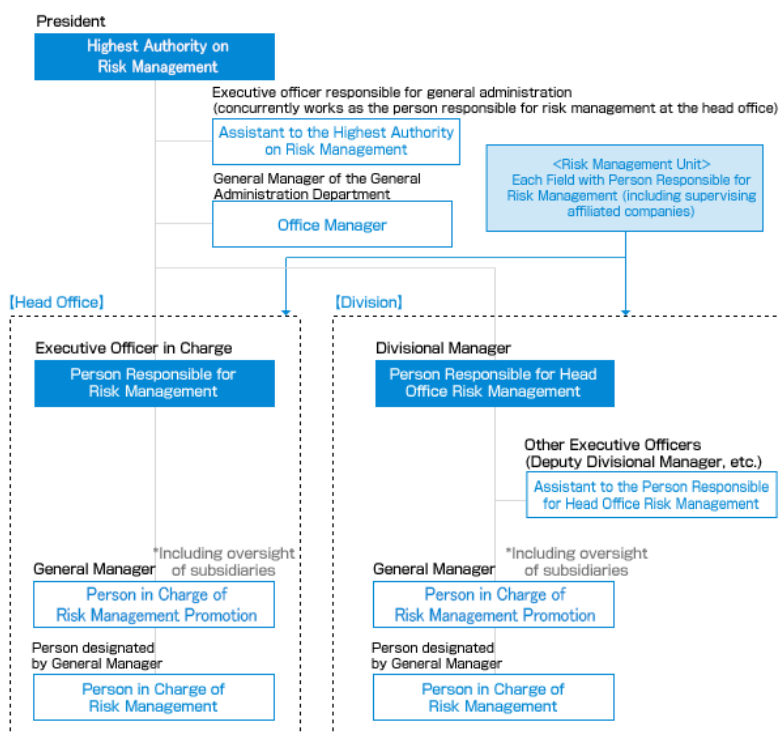 President
Highest Authority on
Risk Management
Executive officer responsible for general administration
(concurrently works as the person responsible for risk management at the head office)
Assistant to the Highest Authority
on Risk Management
General Manager of the General
Administration Department
Office Manager
<Risk Management Unit>
Each Field with Person Responsible for
Risk Management (including supervising
affiliated companies)
【Head Office】
Executive Officer in Charge
Person Responsible for
Risk Management
*Including oversight
of subsidiaries
General Manager
Person in Charge of
Risk Management Promotion
Person designated
by General Manager
Person in Charge of
Risk Management
【Division】
Divisional Manager
Person Responsible for Head
Office Risk Management
Other Executive Officers
(Deputy Divisional Manager, etc.)
Assistant to the Person Responsible
for Head Office Risk Management
*Including oversight
of subsidiaries
General Manager
Person in Charge of
Risk Management Promotion
Person designated
by General Manager
Person in Charge of
Risk Management